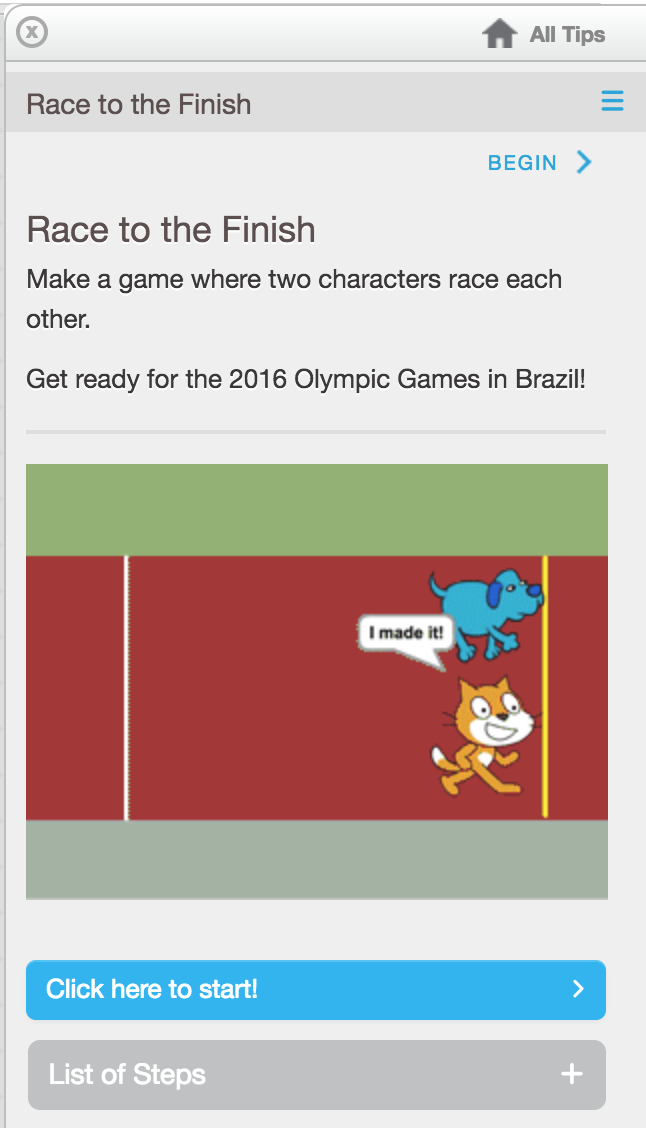 All Tips
Race to the Finish
BEGIN
Race to the Finish
Make a game where two characters race each
other.
Get ready for the 2016 Olympic Games in Brazil!
I made it!
Click here to start!
List of Steps